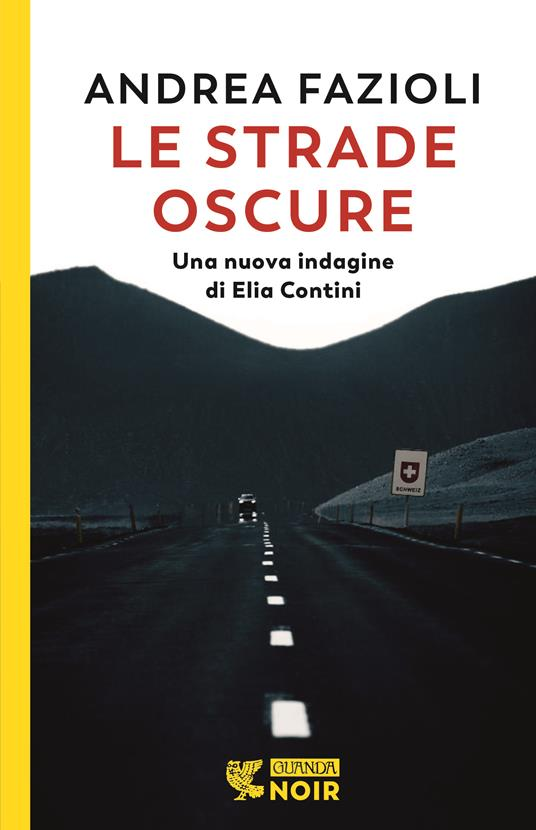 ANDREA FAZIOLI
LE STRADE
OSCURE
Una nuova indagine
di Elia Contini
SCHWEIZ
GUANDA
NOIR